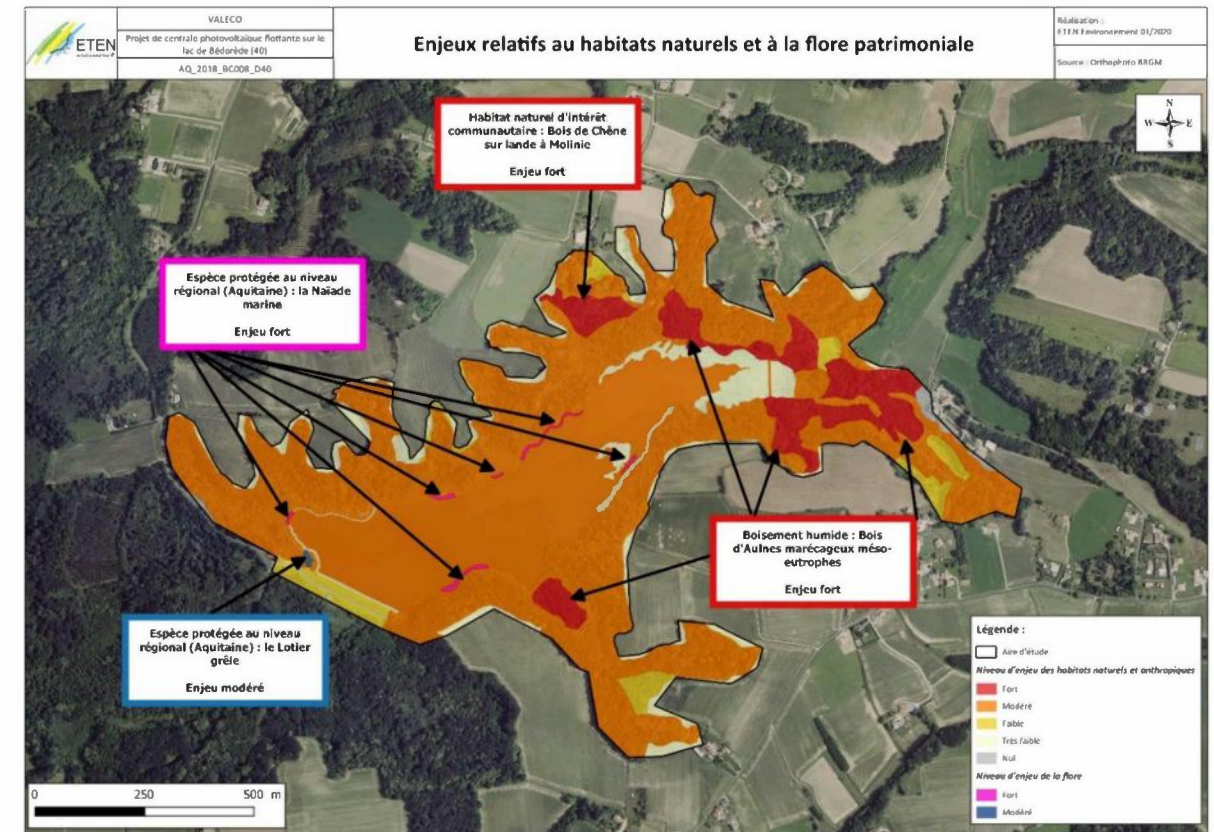 ETEN
VALECO
Projet de centrale photovoltaïque flottante sur le
lac de Bédorède (40)
AQ_2018_BC008_D40
Enjeux relatifs au habitats naturels et à la flore patrimoniale
Réalisation :
ETEN Environnement 01/2020
Source : Orthophoto BRGM
N
W E
S
Habitat naturel d'intérêt
communautaire : Bois de Chêne
sur lande à Molinie
Enjeu fort
Espèce protégée au niveau
régional (Aquitaine) : la Naïade
marine
Enjeu fort
Boisement humide : Bois
d'Aulnes marécageux méso-
eutrophes
Enjeu fort
Espèce protégée au niveau
régional (Aquitaine) : le Lotier
grêle
Enjeu modéré
Légende :
Aire d'étude
Niveau d'enjeu des habitats naturels et anthropiques
Fort
Modéré
Faible
Très faible
Nul
Niveau d'enjeu de la flore
Fort
Modéré
0 250 500 m